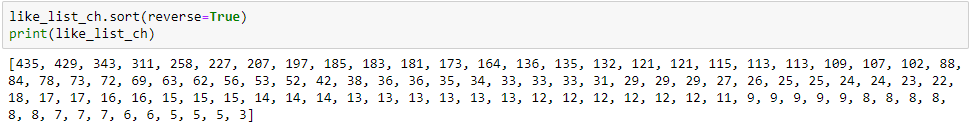 like_list_ch.sort(reverse=True)
print(like_list_ch)
[435, 429, 343, 311, 258, 227, 207, 197, 185, 183, 181, 173, 164, 136, 135, 132, 121, 121, 115, 113, 113, 109, 107, 102, 88,
84, 78, 73, 72, 69, 63, 62, 56, 53, 52, 42, 38, 36, 36, 35, 34, 33, 33, 33, 31, 29, 29, 29, 27, 26, 25, 25, 24, 24, 23, 22,
18, 17, 17, 16, 16, 15, 15, 15, 14, 14, 14, 13, 13, 13, 13, 13, 13, 12, 12, 12, 12, 12, 12, 11, 9, 9, 9, 9, 9, 8, 8, 8, 8,
8, 8, 7, 7, 7, 6, 6, 5, 5, 5, 3]